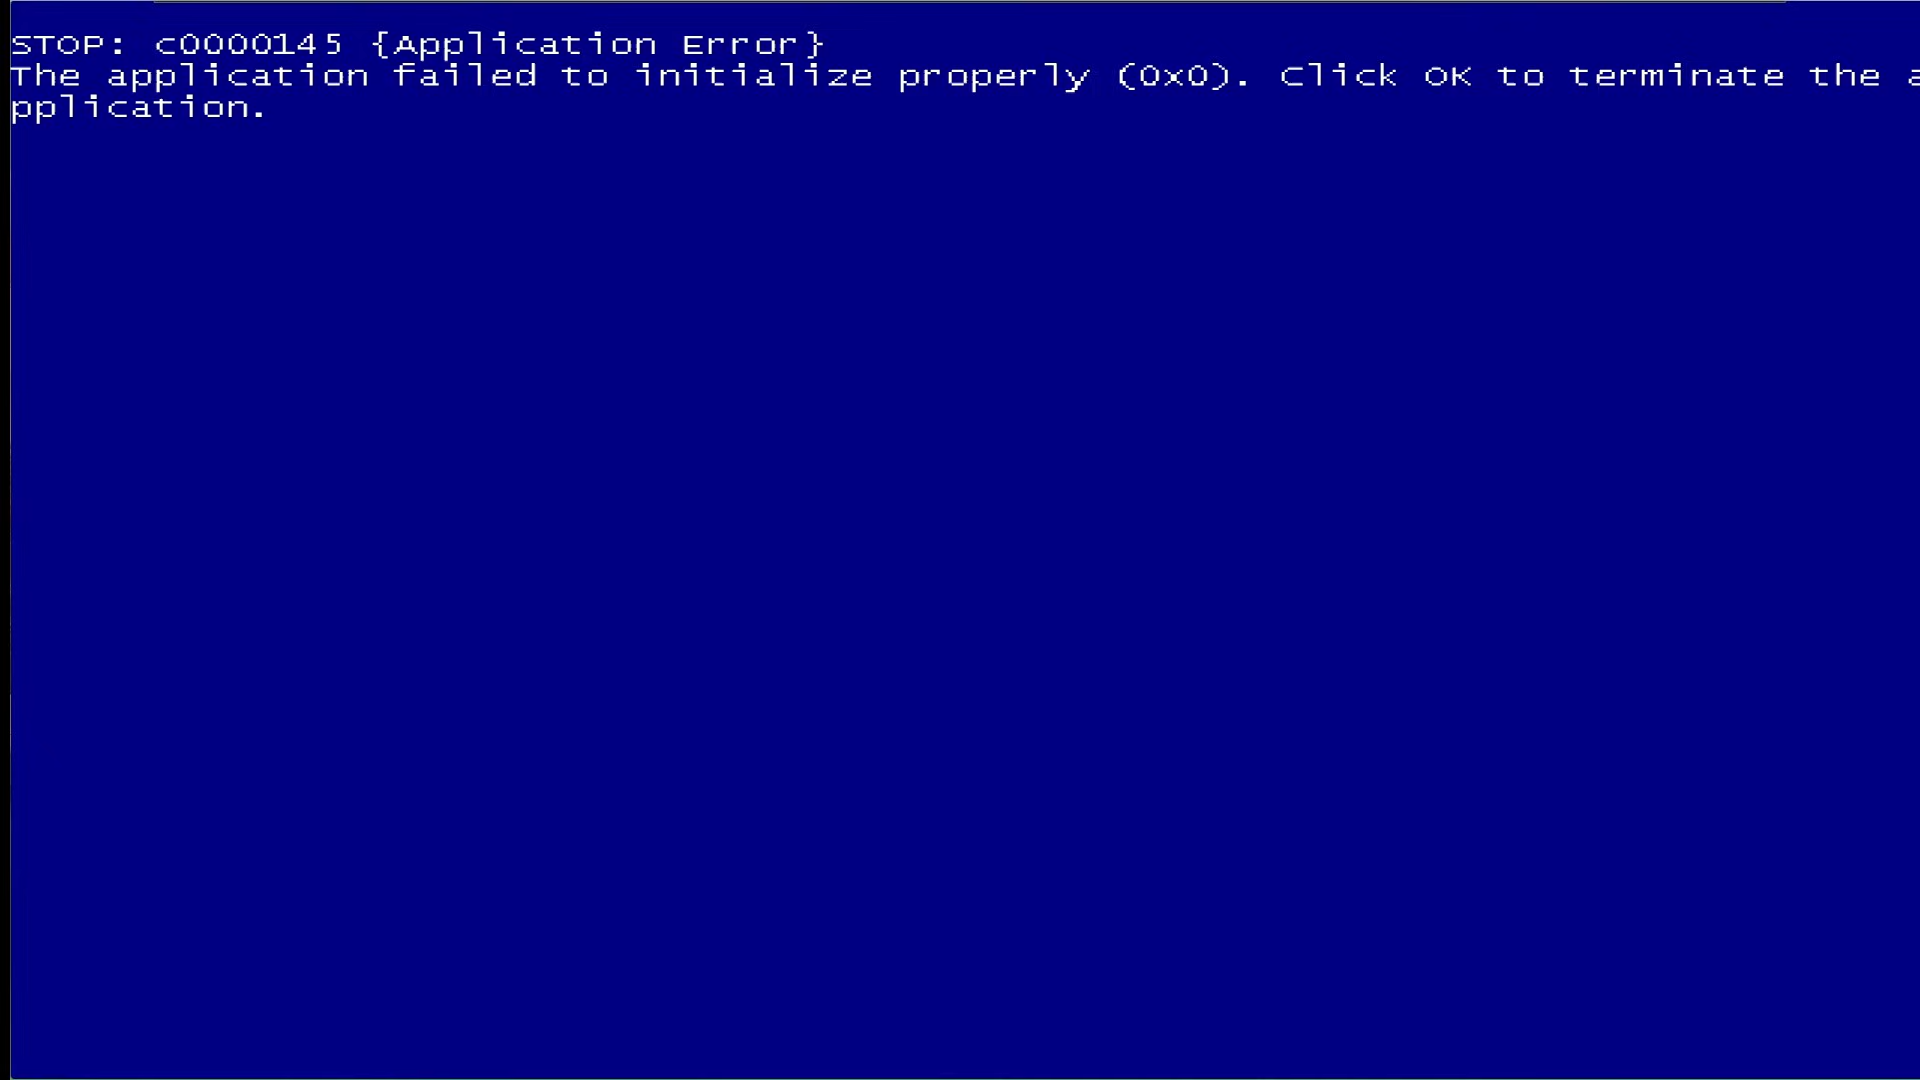 STOP: c0000145 {Application Error}
The application failed to initialize properly (0x0). Click OK to terminate the a
pplication.